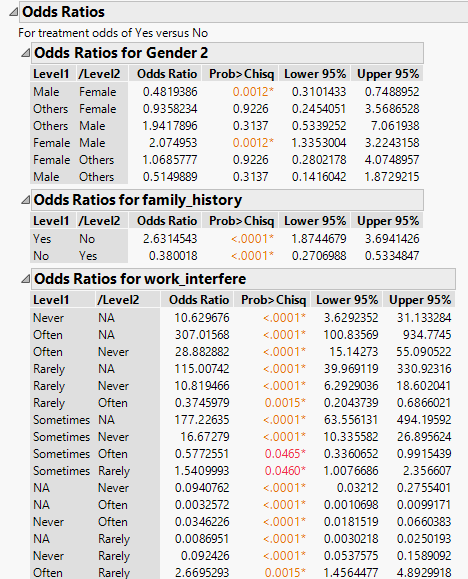 Odds Ratios
For treatment odds of Yes versus No
Odds Ratios for Gender 2
Level1 /Level2 Odds Ratio Prob>Chisq Lower 95% Upper 95%
Male Female 0.4819386 0.0012* 0.3101433 0.7488952
Others Female 0.9358234 0.9226 0.2454051 3.5686528
Others Male 1.9417896 0.3137 0.5339252 7.061938
Female Male 2.074953 0.0012* 1.3353004 3.2243158
Female Others 1.0685777 0.9226 0.2802178 4.0748957
Male Others 0.5149889 0.3137 0.1416042 1.8729215
Odds Ratios for family_history
Level1 /Level2 Odds Ratio Prob>Chisq Lower 95% Upper 95%
Yes No 2.6314543 <.0001* 1.8744679 3.6941426
No Yes 0.380018 <.0001* 0.2706988 0.5334847
Odds Ratios for work_interfere
Level1 /Level2 Odds Ratio Prob>Chisq Lower 95% Upper 95%
Never NA 10.629676 <.0001* 3.6292352 31.133284
Often NA 307.01568 <.0001* 100.83569 934.7745
Often Never 28.882882 <.0001* 15.14273 55.090522
Rarely NA 115.00742 <.0001* 39.969119 330.92316
Rarely Never 10.819466 <.0001* 6.2929036 18.602041
Rarely Often 0.3745979 0.0015* 0.2043739 0.6866021
Sometimes NA 177.22635 <.0001* 63.556131 494.19592
Sometimes Never 16.67279 <.0001* 10.335582 26.895624
Sometimes Often 0.5772551 0.0465* 0.3360652 0.9915439
Sometimes Rarely 1.5409993 0.0460* 1.0076686 2.356607
NA Never 0.0940762 <.0001* 0.03212 0.2755401
NA Often 0.0032572 <.0001* 0.0010698 0.0099171
Never Often 0.0346226 <.0001* 0.0181519 0.0660383
NA Rarely 0.0086951 <.0001* 0.0030218 0.0250193
Never Rarely 0.092426 <.0001* 0.0537575 0.1589092
Often Rarely 2.6695293 0.0015* 1.4564477 4.8929918